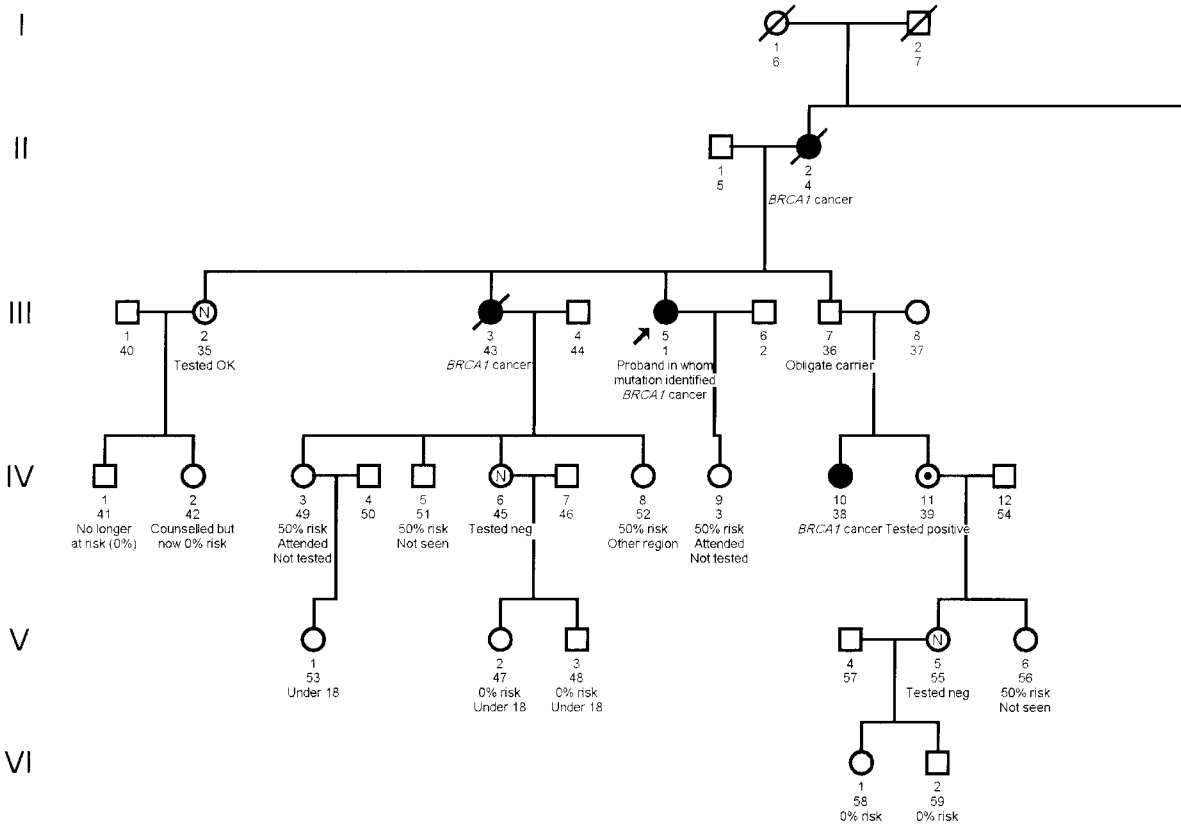 I
1
6
2
7
II
1
5
2
4
BRCA1 cancer
III
1
40
N
2
35
Tested OK
3
43
BRCA1 cancer
4
44
5
1
Proband in whom
mutation identified
BRCA1 cancer
6
2
7
36
Obligate carrier
8
37
IV
1
41
No longer
at risk (0%)
2
42
Counselled but
now 0% risk
3
49
50% risk
Attended
Not tested
4
50
5
51
50% risk
Not seen
N
6
45
Tested neg
7
46
8
52
50% risk
Other region
9
3
50% risk
Attended
Not tested
10
38
BRCA1 cancer
11
39
Tested positive
12
54
V
1
53
Under 18
2
47
0% risk
Under 18
3
48
0% risk
Under 18
4
57
N
5
55
Tested neg
6
56
50% risk
Not seen
VI
1
58
0% risk
2
59
0% risk